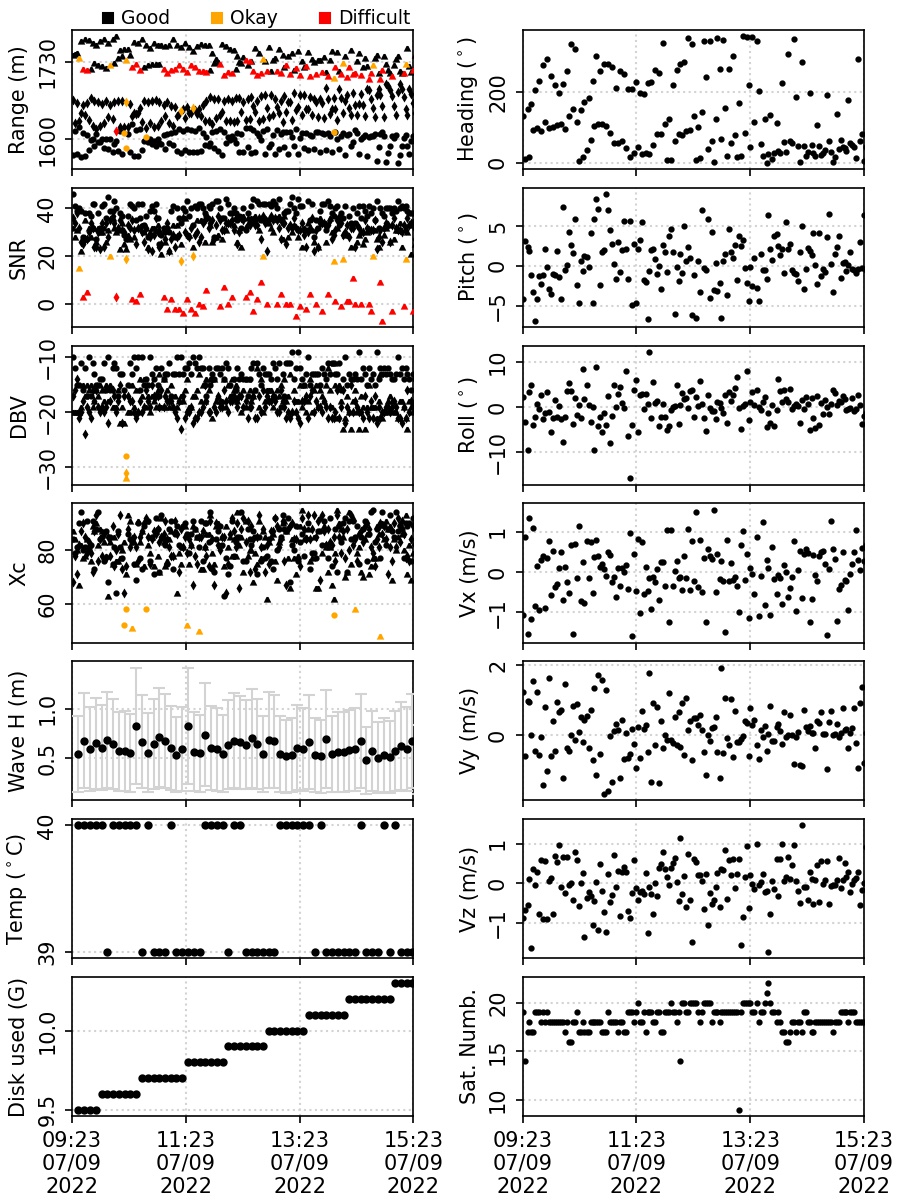 Good Okay Difficult
Range (m)
1730
1600
Heading (°)
200
0
SNR
40
20
0
Pitch (°)
5
0
−5
DBV
−10
−20
−30
Roll (°)
10
0
−10
Xc
80
60
Vx (m/s)
1
0
−1
Wave H (m)
1.0
0.5
Vy (m/s)
2
0
Temp (°C)
40
39
Vz (m/s)
1
0
−1
Disk used (G)
10.0
9.5
Sat. Numb.
20
15
10
09:23 11:23 13:23 15:23 09:23 11:23 13:23 15:23
07/09 07/09 07/09 07/09 07/09 07/09 07/09 07/09
2022 2022 2022 2022 2022 2022 2022 2022